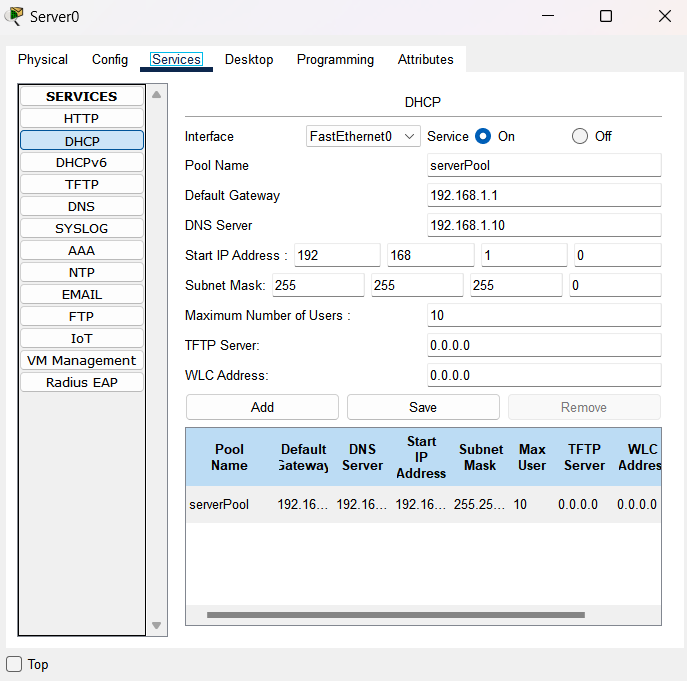 Server0
Physical Config Services Desktop Programming Attributes
SERVICES
HTTP
DHCP
DHCPv6
TFTP
DNS
SYSLOG
AAA
NTP
EMAIL
FTP
IoT
VM Management
Radius EAP
DHCP
Interface FastEthernet0 Service On Off
Pool Name serverPool
Default Gateway 192.168.1.1
DNS Server 192.168.1.10
Start IP Address : 192 168 1 0
Subnet Mask: 255 255 255 0
Maximum Number of Users : 10
TFTP Server: 0.0.0.0
WLC Address: 0.0.0.0
Add Save Remove
Pool Name Default Gateway DNS Server Start IP Address Subnet Mask Max User TFTP Server WLC Addres
serverPool 192.16... 192.16... 192.16... 255.25... 10 0.0.0.0 0.0.0.0
Top